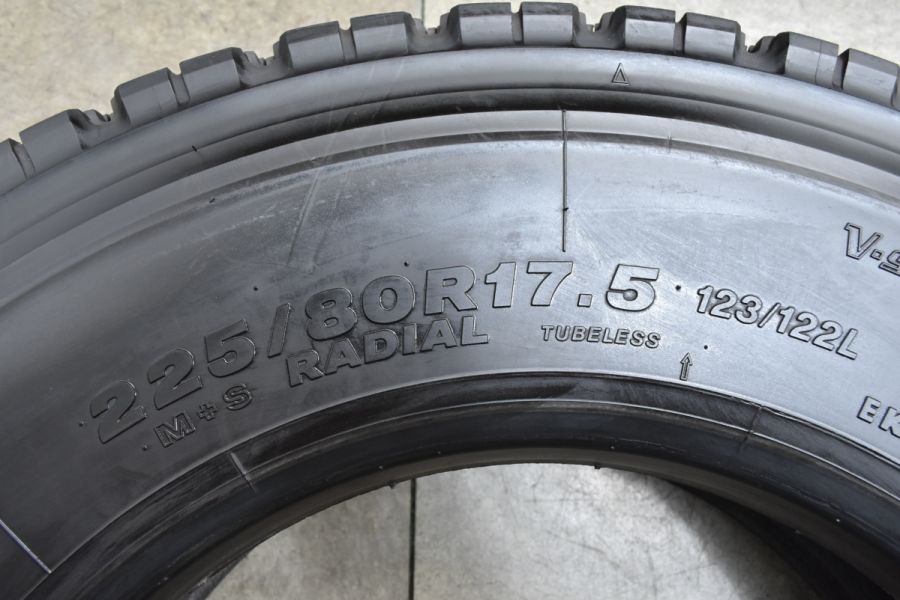 225/80R17.5 123/122L
M+S RADIAL TUBELESS